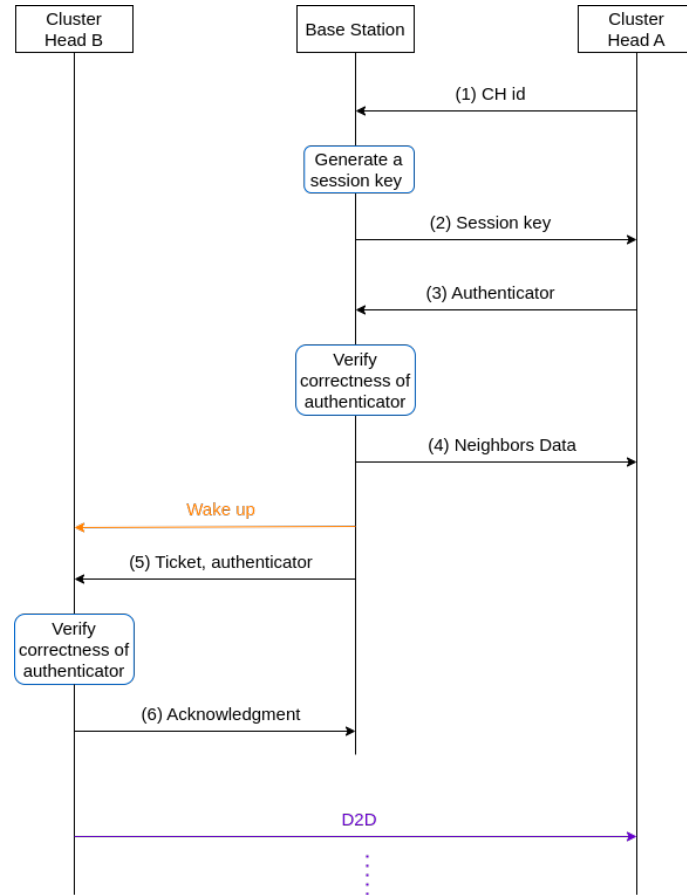 Cluster
Head B
Base Station
Cluster
Head A
(1) CH id
Generate a
session key
(2) Session key
(3) Authenticator
Verify
correctness of
authenticator
(4) Neighbors Data
Wake up
(5) Ticket, authenticator
Verify
correctness of
authenticator
(6) Acknowledgment
D2D